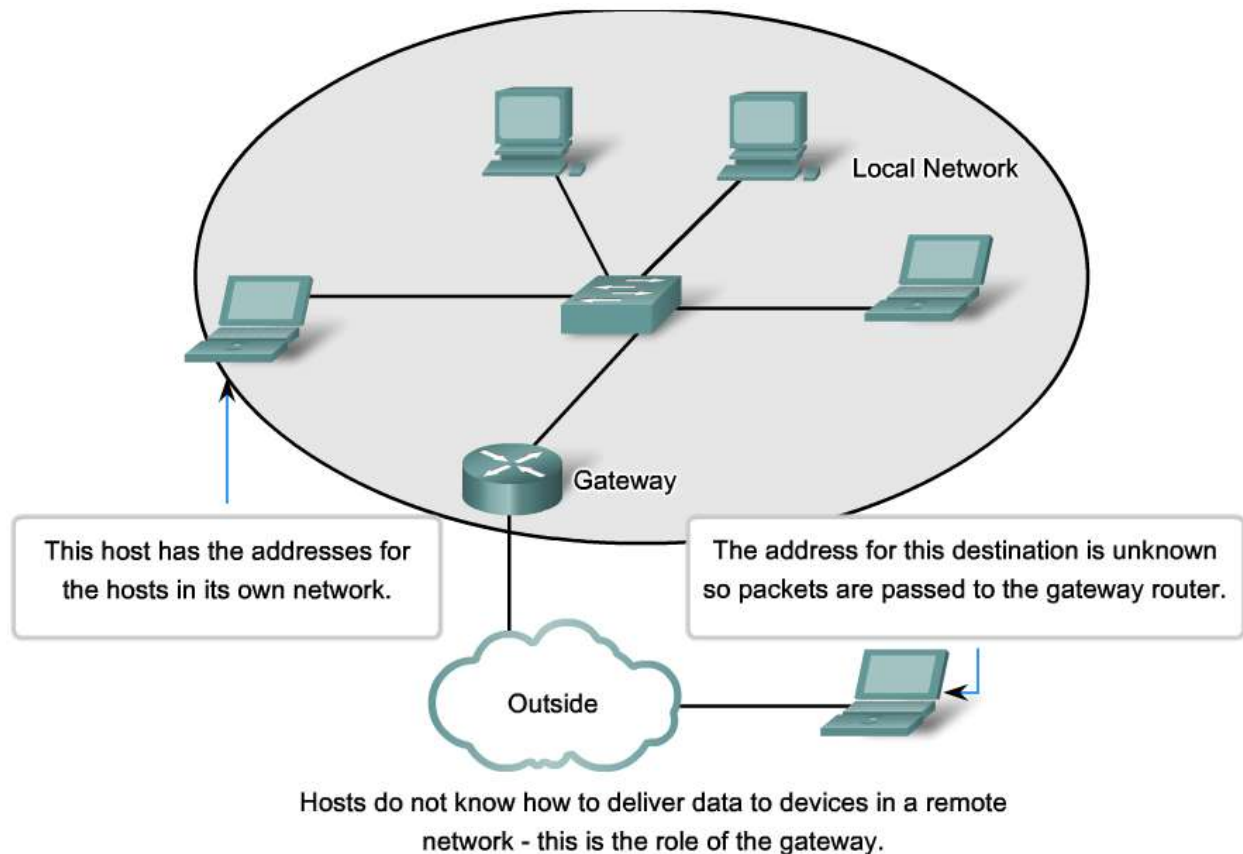 Local Network
Gateway
This host has the addresses for
the hosts in its own network.
The address for this destination is unknown
so packets are passed to the gateway router.
Outside
Hosts do not know how to deliver data to devices in a remote
network - this is the role of the gateway.